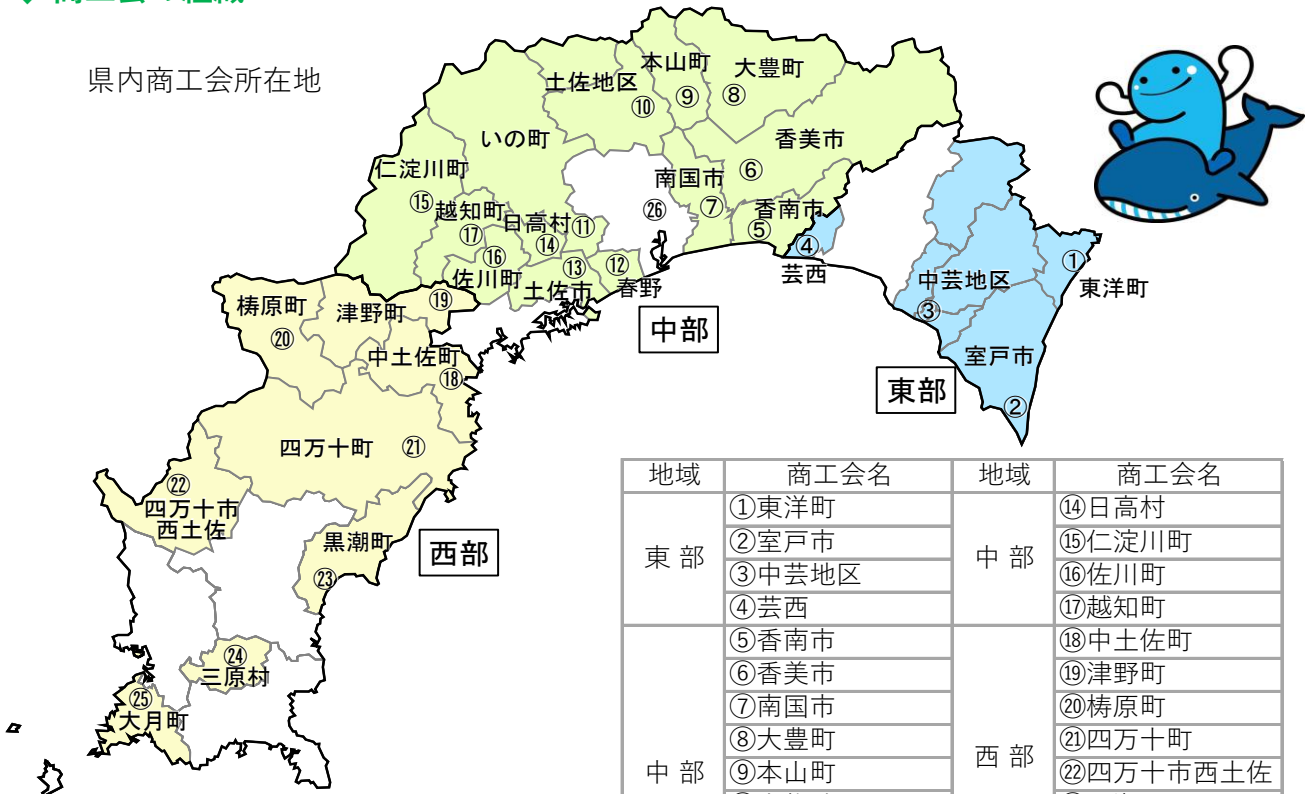 県内商工会所在地
本山町
⑨
大豊町
⑧
土佐地区
⑩
いの町
香美市
⑥
仁淀川町
⑮
南国市
⑦
越知町
⑰
日高村⑪
⑭
㉖
香南市
⑤
⑯
佐川町
⑬
土佐市
⑫
春野
④
芸西
①
東洋町
中芸地区
③
室戸市
②
中部
東部
梼原町
⑳
津野町
⑲
中土佐町
⑱
四万十町 ㉑
㉒
四万十市
西土佐
黒潮町
㉓
西部
㉔
三原村
㉕
大月町
地域 商工会名 地域 商工会名
東 部
①東洋町
②室戸市
③中芸地区
④芸西
中 部
⑤香南市
⑥香美市
⑦南国市
⑧大豊町
⑨本山町
中 部
⑭日高村
⑮仁淀川町
⑯佐川町
⑰越知町
西 部
⑱中土佐町
⑲津野町
⑳梼原町
㉑四万十町
㉒四万十市西土佐